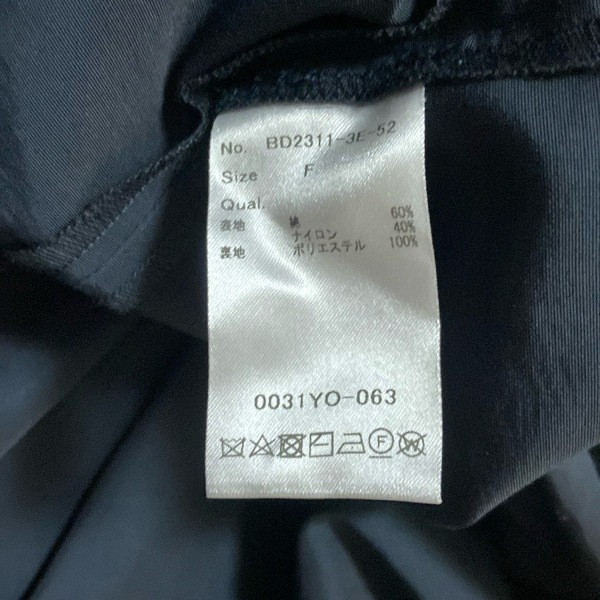 No. BD2311-3E-52
Size F
Qual.
表地 綿 60%
ナイロン 40%
裏地 ポリエステル 100%
0031YO-063
F
W